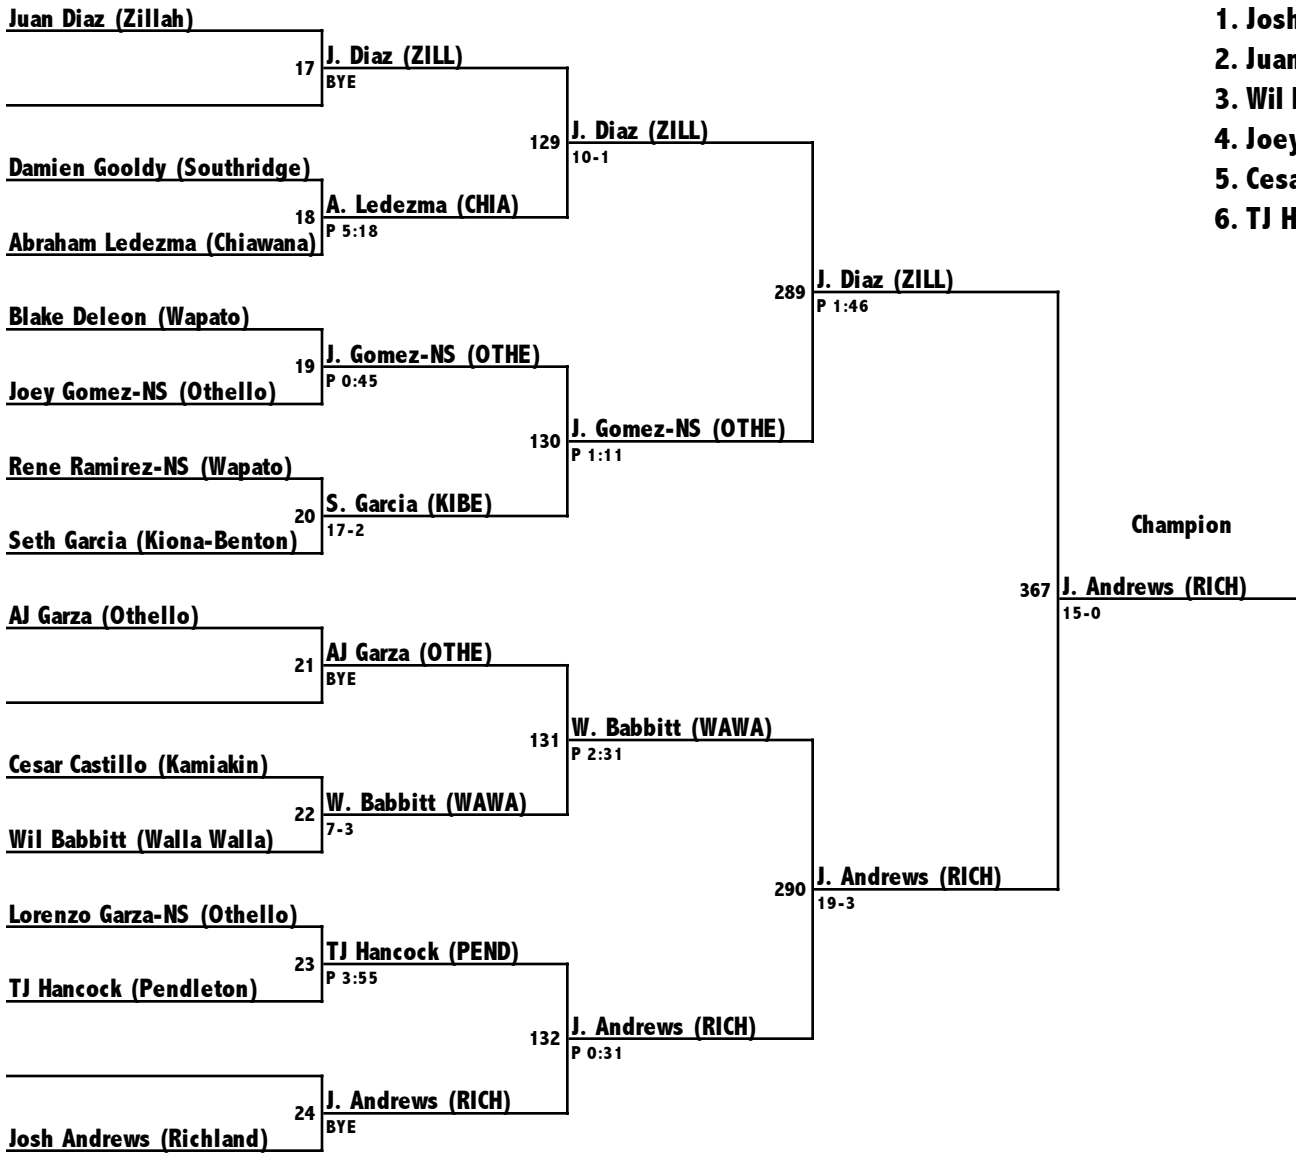 Juan Diaz (Zillah)
17
J. Diaz (ZILL)
BYE
129
J. Diaz (ZILL)
10-1
Damien Gooldy (Southridge)
18
A. Ledezma (CHIA)
P 5:18
Abraham Ledezma (Chiawana)
289
J. Diaz (ZILL)
P 1:46
Blake Deleon (Wapato)
19
J. Gomez-NS (OTHE)
P 0:45
Joey Gomez-NS (Othello)
130
J. Gomez-NS (OTHE)
P 1:11
Rene Ramirez-NS (Wapato)
20
S. Garcia (KIBE)
17-2
Seth Garcia (Kiona-Benton)
Champion
367
J. Andrews (RICH)
15-0
AJ Garza (Othello)
21
AJ Garza (OTHE)
BYE
131
W. Babbitt (WAWA)
P 2:31
Cesar Castillo (Kamiakin)
22
W. Babbitt (WAWA)
7-3
Wil Babbitt (Walla Walla)
290
J. Andrews (RICH)
19-3
Lorenzo Garza-NS (Othello)
23
TJ Hancock (PEND)
P 3:55
TJ Hancock (Pendleton)
132
J. Andrews (RICH)
P 0:31
24
J. Andrews (RICH)
BYE
Josh Andrews (Richland)
1. Josh
2. Juan
3. Wil
4. Joey
5. Cesa
6. TJ H